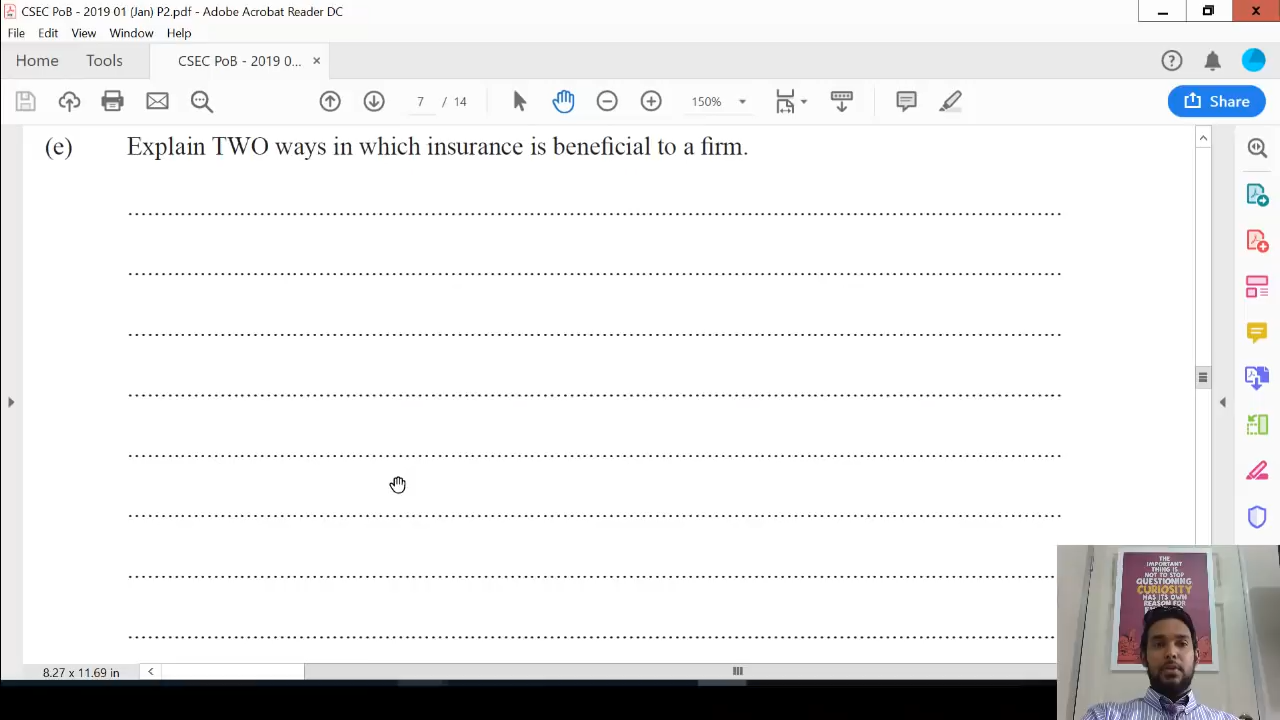 CSEC PoB - 2019 01 (Jan) P2.pdf - Adobe Acrobat Reader DC
File Edit View Window Help
Home Tools CSEC PoB - 2019 0... ×
7 / 14 150% Share
(e) Explain TWO ways in which insurance is beneficial to a firm.
8.27 x 11.69 in
THE
IMPORTANT
THING IS
NOT TO STOP
QUESTIONING
CURIOSITY
HAS ITS OWN
REASON FOR